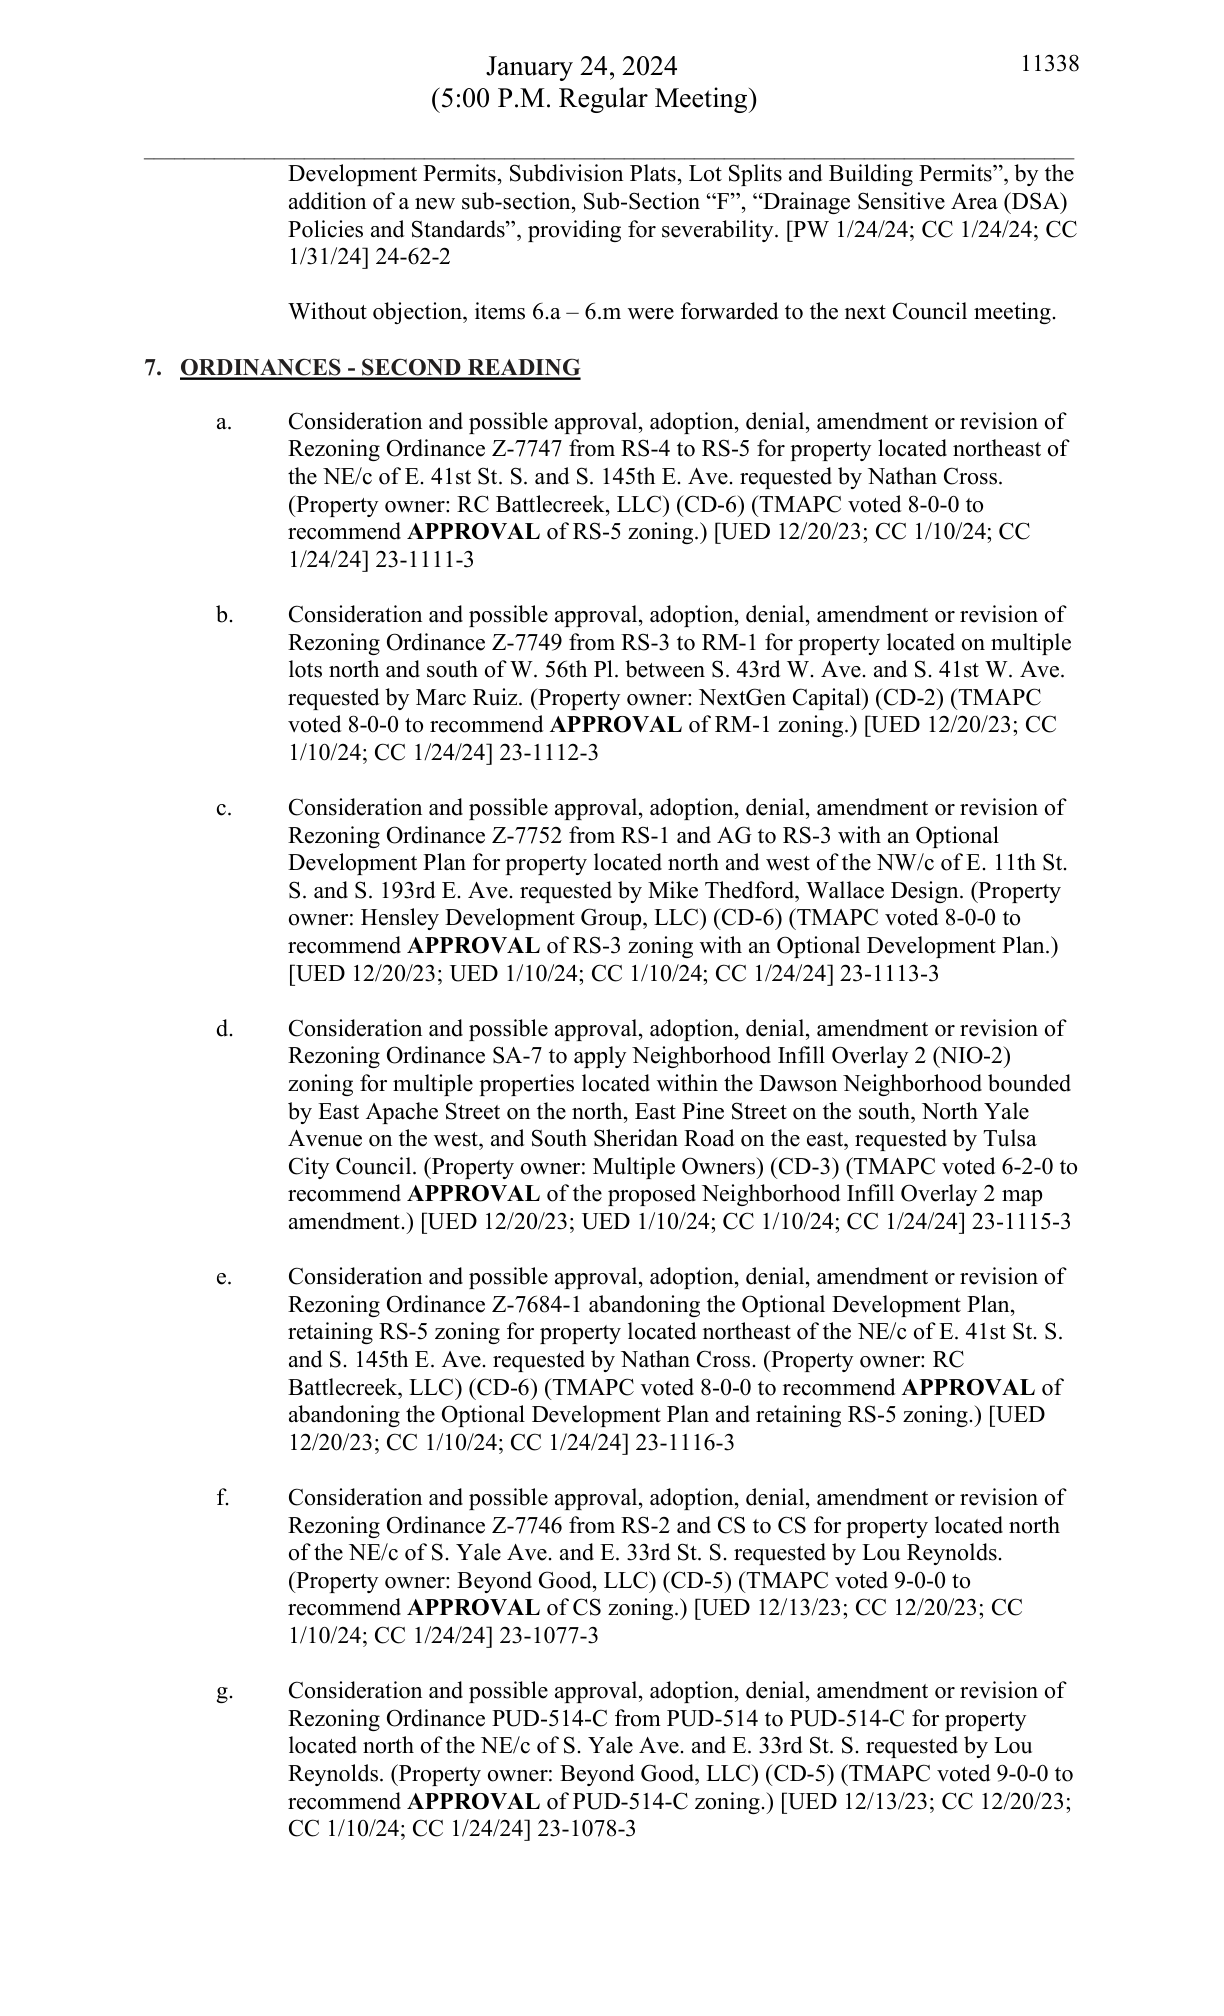 January 24, 2024
11338
(5:00 P.M. Regular Meeting)
Development Permits, Subdivision Plats, Lot Splits and Building Permits”, by the
addition of a new sub-section, Sub-Section “F”, “Drainage Sensitive Area (DSA)
Policies and Standards”, providing for severability. [PW 1/24/24; CC 1/24/24; CC
1/31/24] 24-62-2
Without objection, items 6.a – 6.m were forwarded to the next Council meeting.
7. ORDINANCES - SECOND READING
a. Consideration and possible approval, adoption, denial, amendment or revision of
Rezoning Ordinance Z-7747 from RS-4 to RS-5 for property located northeast of
the NE/c of E. 41st St. S. and S. 145th E. Ave. requested by Nathan Cross.
(Property owner: RC Battlecreek, LLC) (CD-6) (TMAPC voted 8-0-0 to
recommend APPROVAL of RS-5 zoning.) [UED 12/20/23; CC 1/10/24; CC
1/24/24] 23-1111-3
b. Consideration and possible approval, adoption, denial, amendment or revision of
Rezoning Ordinance Z-7749 from RS-3 to RM-1 for property located on multiple
lots north and south of W. 56th Pl. between S. 43rd W. Ave. and S. 41st W. Ave.
requested by Marc Ruiz. (Property owner: NextGen Capital) (CD-2) (TMAPC
voted 8-0-0 to recommend APPROVAL of RM-1 zoning.) [UED 12/20/23; CC
1/10/24; CC 1/24/24] 23-1112-3
c. Consideration and possible approval, adoption, denial, amendment or revision of
Rezoning Ordinance Z-7752 from RS-1 and AG to RS-3 with an Optional
Development Plan for property located north and west of the NW/c of E. 11th St.
S. and S. 193rd E. Ave. requested by Mike Thedford, Wallace Design. (Property
owner: Hensley Development Group, LLC) (CD-6) (TMAPC voted 8-0-0 to
recommend APPROVAL of RS-3 zoning with an Optional Development Plan.)
[UED 12/20/23; UED 1/10/24; CC 1/10/24; CC 1/24/24] 23-1113-3
d. Consideration and possible approval, adoption, denial, amendment or revision of
Rezoning Ordinance SA-7 to apply Neighborhood Infill Overlay 2 (NIO-2)
zoning for multiple properties located within the Dawson Neighborhood bounded
by East Apache Street on the north, East Pine Street on the south, North Yale
Avenue on the west, and South Sheridan Road on the east, requested by Tulsa
City Council. (Property owner: Multiple Owners) (CD-3) (TMAPC voted 6-2-0 to
recommend APPROVAL of the proposed Neighborhood Infill Overlay 2 map
amendment.) [UED 12/20/23; UED 1/10/24; CC 1/10/24; CC 1/24/24] 23-1115-3
e. Consideration and possible approval, adoption, denial, amendment or revision of
Rezoning Ordinance Z-7684-1 abandoning the Optional Development Plan,
retaining RS-5 zoning for property located northeast of the NE/c of E. 41st St. S.
and S. 145th E. Ave. requested by Nathan Cross. (Property owner: RC
Battlecreek, LLC) (CD-6) (TMAPC voted 8-0-0 to recommend APPROVAL of
abandoning the Optional Development Plan and retaining RS-5 zoning.) [UED
12/20/23; CC 1/10/24; CC 1/24/24] 23-1116-3
f. Consideration and possible approval, adoption, denial, amendment or revision of
Rezoning Ordinance Z-7746 from RS-2 and CS to CS for property located north
of the NE/c of S. Yale Ave. and E. 33rd St. S. requested by Lou Reynolds.
(Property owner: Beyond Good, LLC) (CD-5) (TMAPC voted 9-0-0 to
recommend APPROVAL of CS zoning.) [UED 12/13/23; CC 12/20/23; CC
1/10/24; CC 1/24/24] 23-1077-3
g. Consideration and possible approval, adoption, denial, amendment or revision of
Rezoning Ordinance PUD-514-C from PUD-514 to PUD-514-C for property
located north of the NE/c of S. Yale Ave. and E. 33rd St. S. requested by Lou
Reynolds. (Property owner: Beyond Good, LLC) (CD-5) (TMAPC voted 9-0-0 to
recommend APPROVAL of PUD-514-C zoning.) [UED 12/13/23; CC 12/20/23;
CC 1/10/24; CC 1/24/24] 23-1078-3